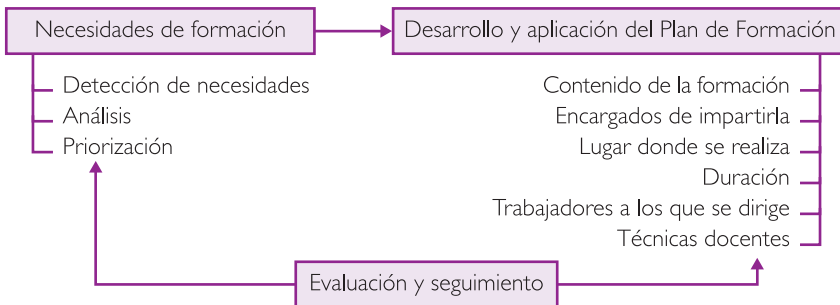 Necesidades de formación
Desarrollo y aplicación del Plan de Formación
Detección de necesidades
Análisis
Priorización
Contenido de la formación
Encargados de impartirla
Lugar donde se realiza
Duración
Trabajadores a los que se dirige
Técnicas docentes
Evaluación y seguimiento